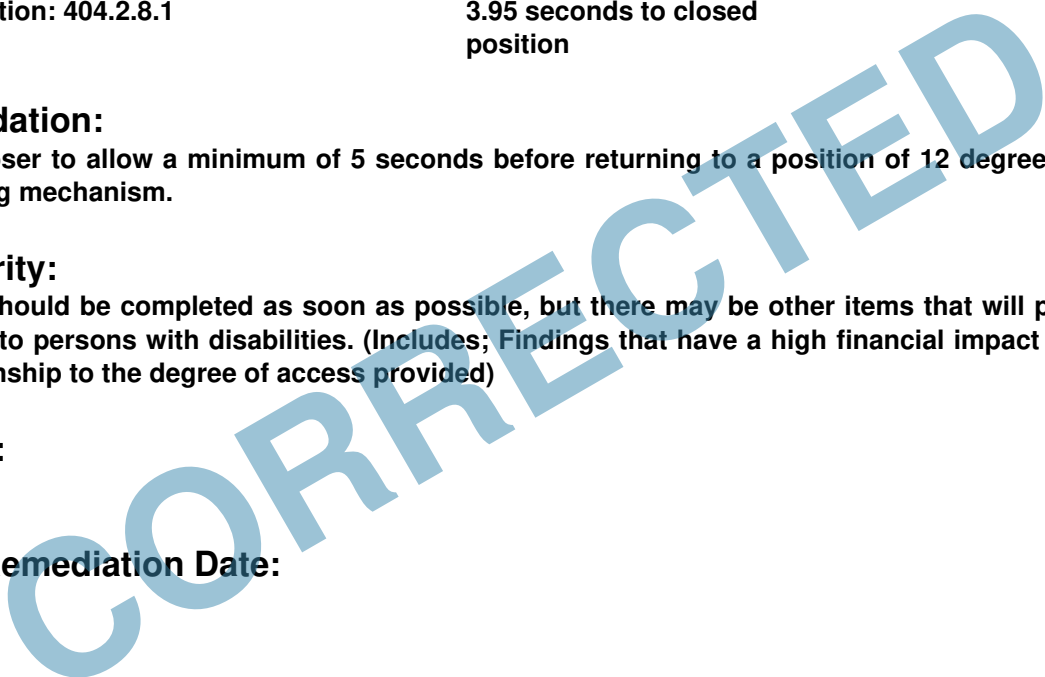 tion: 404.2.8.1 3.95 seconds to closed
position
dation:
ser to allow a minimum of 5 seconds before returning to a position of 12 degree
g mechanism.
rity:
hould be completed as soon as possible, but there may be other items that will p
to persons with disabilities. (Includes; Findings that have a high financial impact
nship to the degree of access provided)
:
emediation Date:
CORRECTED